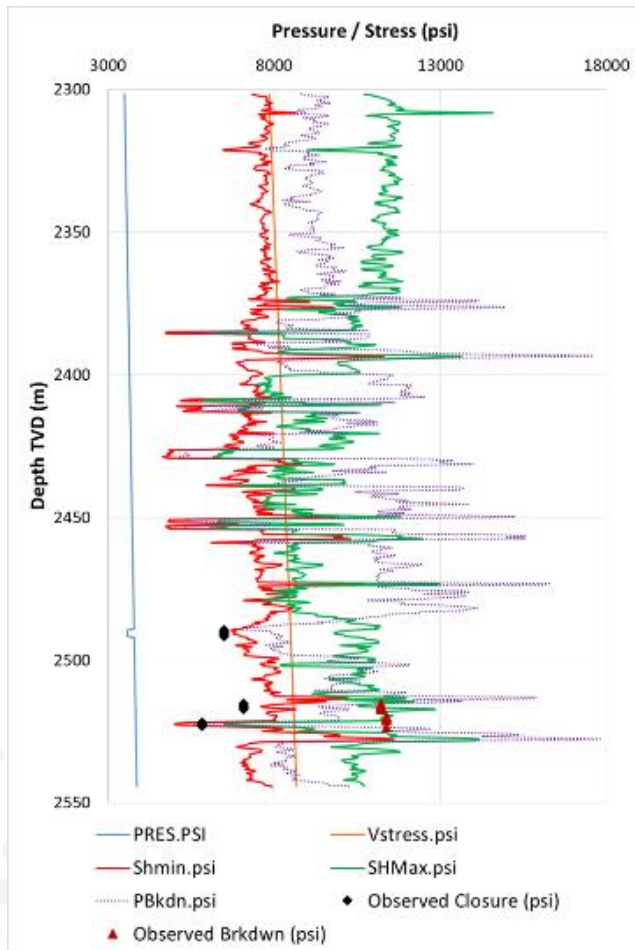 Pressure / Stress (psi)
3000 8000 13000 18000
2300
2350
2400
Depth TVD (m)
2450
2500
2550
PRES.PSI Vstress.psi
Shmin.psi SHMax.psi
PBkdn.psi Observed Closure (psi)
Observed Brkdwn (psi)